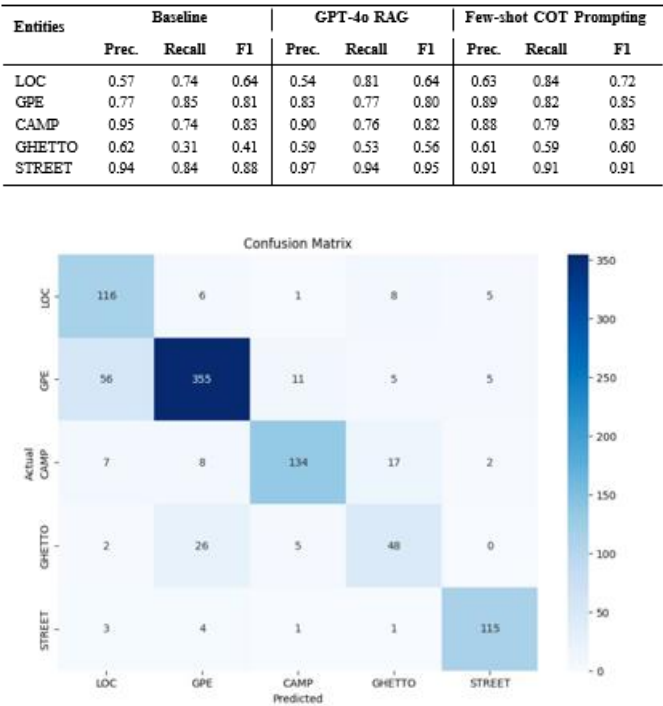 Entities Baseline GPT-4o RAG Few-shot COT Prompting
Prec. Recall F1 Prec. Recall F1 Prec. Recall F1
LOC 0.57 0.74 0.64 0.54 0.81 0.64 0.63 0.84 0.72
GPE 0.77 0.85 0.81 0.83 0.77 0.80 0.89 0.82 0.85
CAMP 0.95 0.74 0.83 0.90 0.76 0.82 0.88 0.79 0.83
GHETTO 0.62 0.31 0.41 0.59 0.53 0.56 0.61 0.59 0.60
STREET 0.94 0.84 0.88 0.97 0.94 0.95 0.91 0.91 0.91
Confusion Matrix
LOC 116 6 1 8 5
GPE 56 355 11 5 5
Actual
CAMP 7 8 134 17 2
GHETTO 2 26 5 48 0
STREET 3 4 1 1 115
LOC GPE CAMP GHETTO STREET
Predicted
350
300
250
200
150
100
50
0